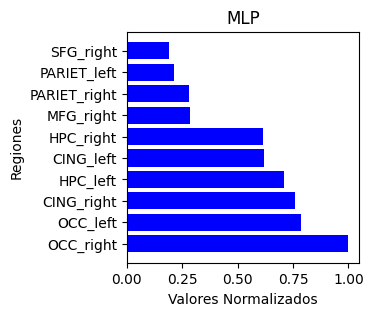 MLP
SFG_right
PARIET_left
PARIET_right
MFG_right
HPC_right
CING_left
HPC_left
CING_right
OCC_left
OCC_right
Regiones
0.00 0.25 0.50 0.75 1.00
Valores Normalizados